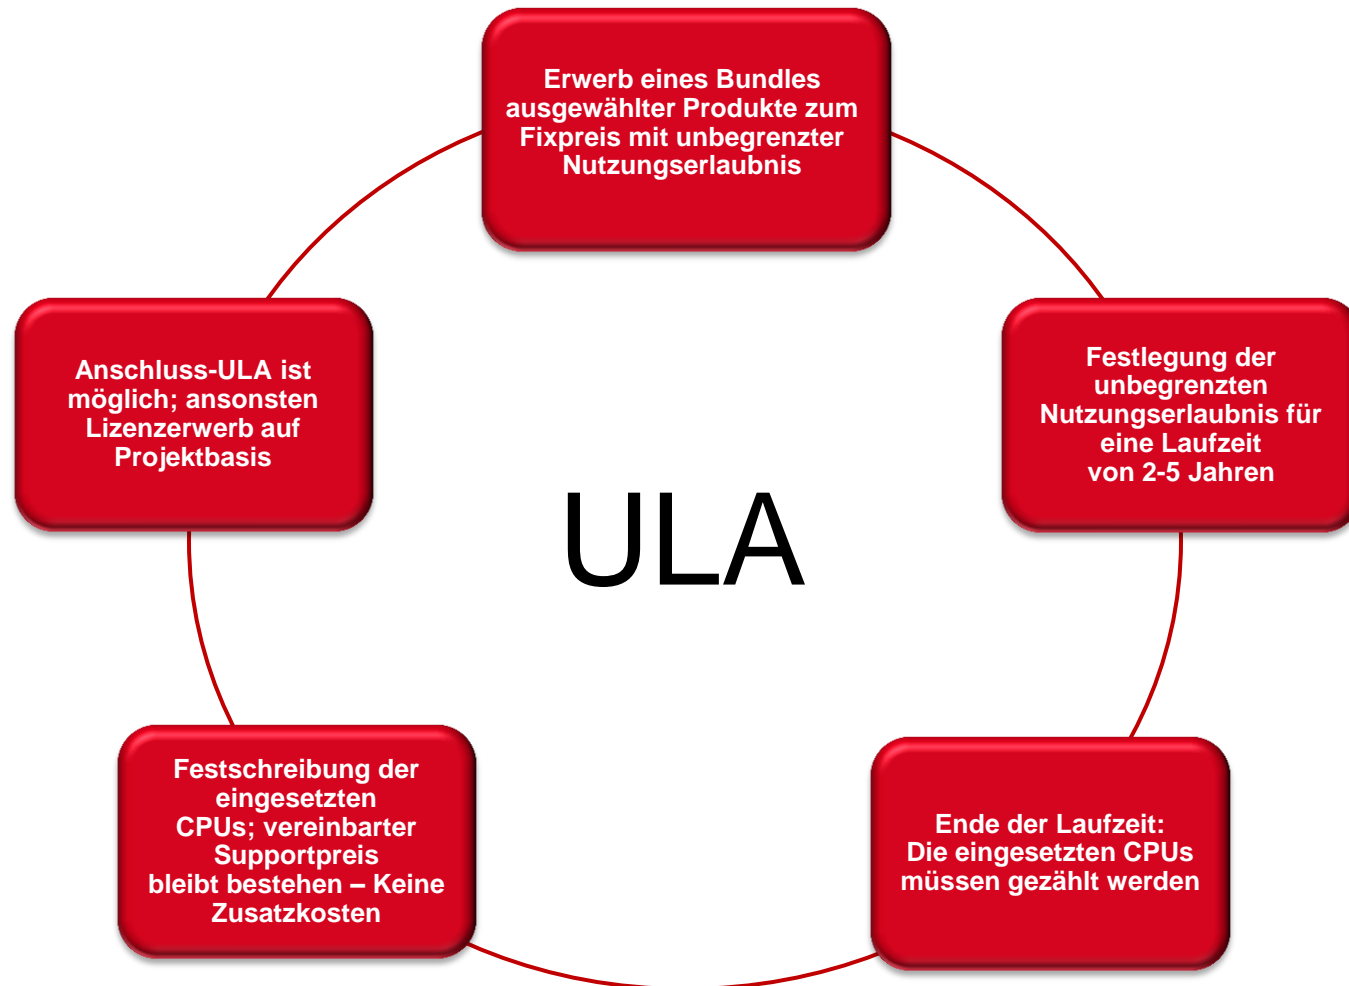 Erwerb eines Bundles
ausgewählter Produkte zum
Fixpreis mit unbegrenzter
Nutzungserlaubnis
Festlegung der
unbegrenzten
Nutzungserlaubnis für
eine Laufzeit
von 2-5 Jahren
Ende der Laufzeit:
Die eingesetzten CPUs
müssen gezählt werden
Festschreibung der
eingesetzten
CPUs; vereinbarter
Supportpreis
bleibt bestehen – Keine
Zusatzkosten
Anschluss-ULA ist
möglich; ansonsten
Lizenzerwerb auf
Projektbasis
ULA